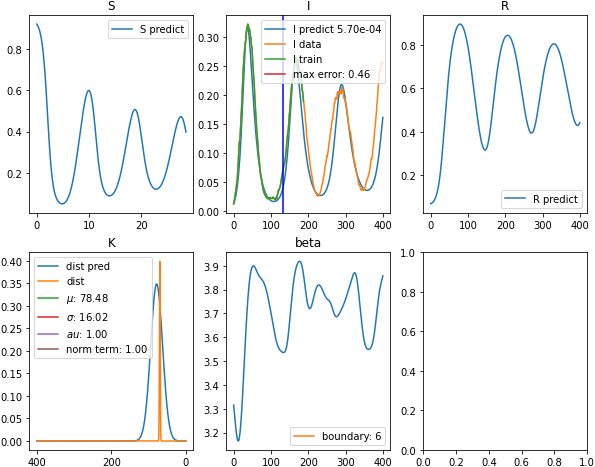 S
I
R
S predict
I predict 5.70e-04
I data
I train
max error: 0.46
R predict
0.8
0.6
0.4
0.2
0 10 20
0.30
0.25
0.20
0.15
0.10
0.05
0.00
0 100 200 300 400
0.8
0.6
0.4
0.2
0 100 200 300 400
K
beta
dist pred
dist
μ: 78.48
σ: 16.02
au: 1.00
norm term: 1.00
boundary: 6
0.40
0.35
0.30
0.25
0.20
0.15
0.10
0.05
0.00
400 200 0
3.9
3.8
3.7
3.6
3.5
3.4
3.3
3.2
0 100 200 300 400
1.0
0.8
0.6
0.4
0.2
0.0
0.0 0.2 0.4 0.6 0.8 1.0